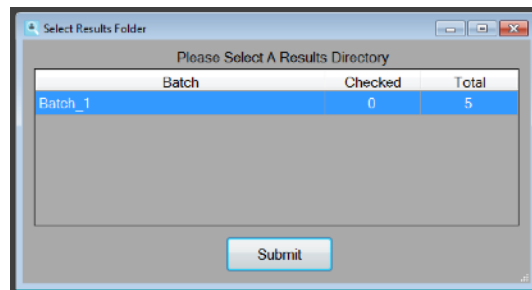 Select Results Folder
Please Select A Results Directory
Batch Checked Total
Batch_1 0 5
Submit